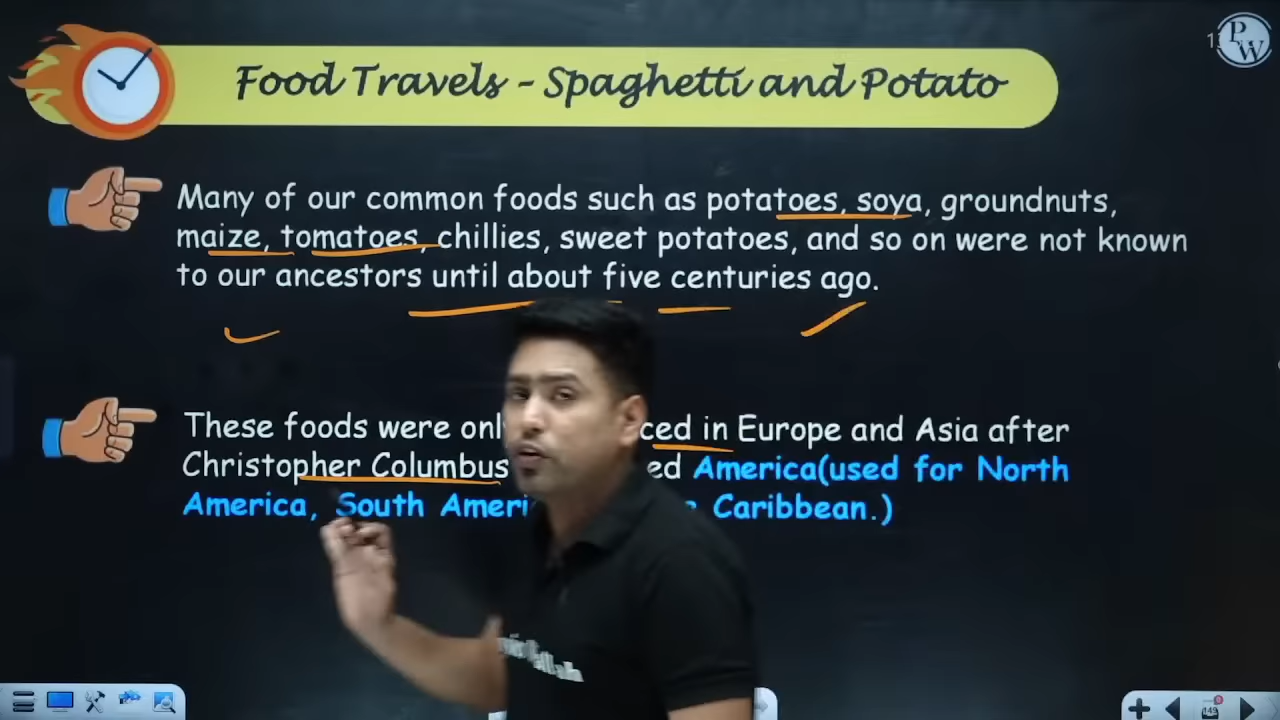 PW
Food Travels - Spaghetti and Potato
Many of our common foods such as potatoes, soya, groundnuts,
maize, tomatoes, chillies, sweet potatoes, and so on were not known
to our ancestors until about five centuries ago.
These foods were only ced in Europe and Asia after
Christopher Columbus ed America(used for North
America, South Ameri Caribbean.)